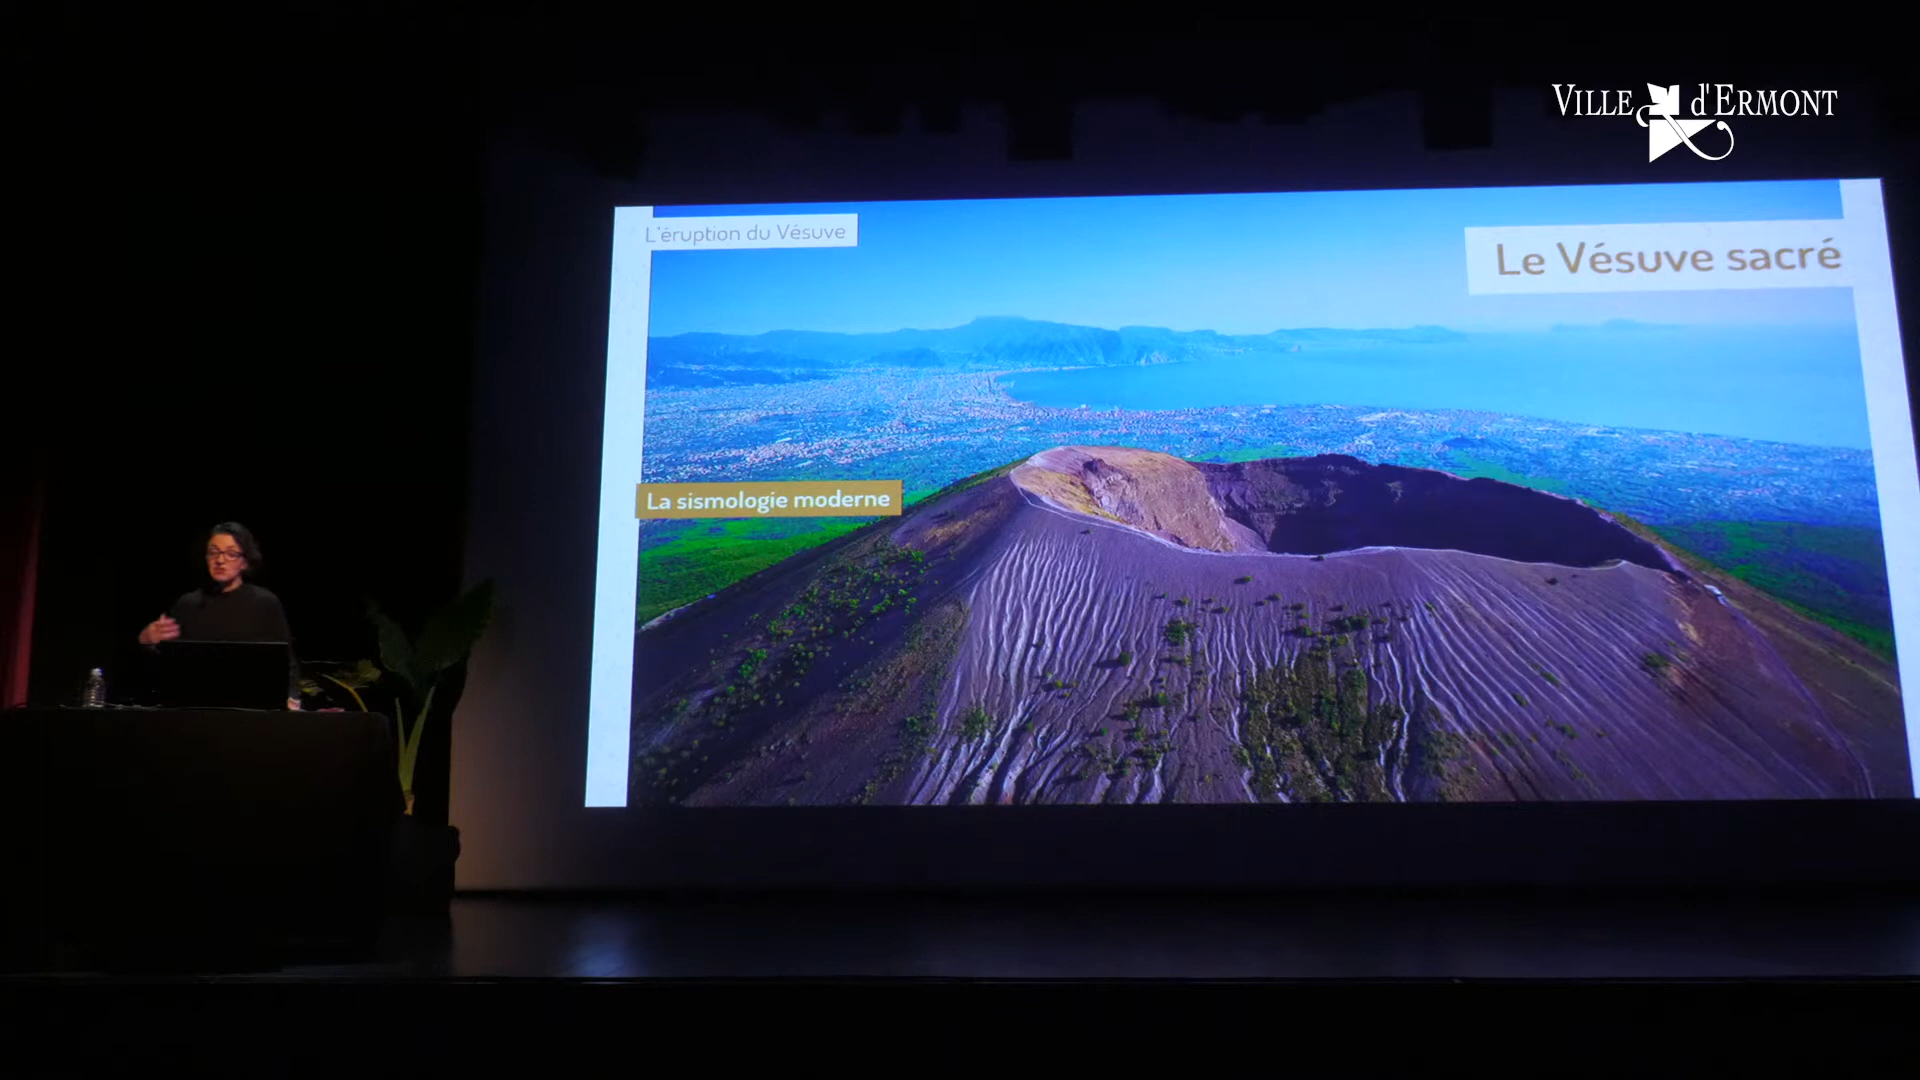 VILLE d'ERMONT
L'éruption du Vésuve
Le Vésuve sacré
La sismologie moderne